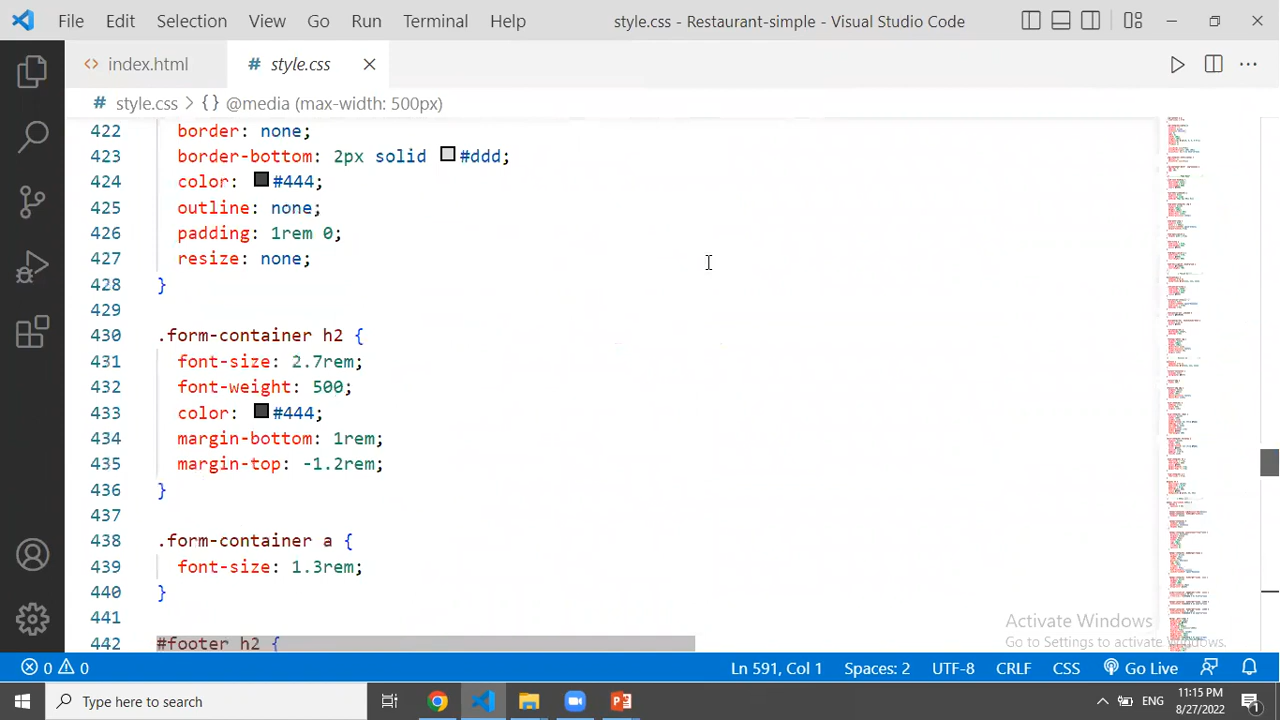 File Edit Selection View Go Run Terminal Help style.css - Restaurant-simple - Visual Studio Code
index.html style.css
style.css > {} @media (max-width: 500px)
422 border: none;
423 border-bottom: 2px solid #ddd;
424 color: #444;
425 outline: none;
426 padding: 1rem 0;
427 resize: none;
428 }
429
430 .form-container h2 {
431 font-size: 2.7rem;
432 font-weight: 500;
433 color: #444;
434 margin-bottom: 1rem;
435 margin-top: -1.2rem;
436 }
437
438 .form-container a {
439 font-size: 1.3rem;
440 }
441
442 #footer h2 {
Activate Windows
Go to Settings to activate Windows.
0 0 Ln 591, Col 1 Spaces: 2 UTF-8 CRLF CSS Go Live
Type here to search ENG 11:15 PM
8/27/2022 1